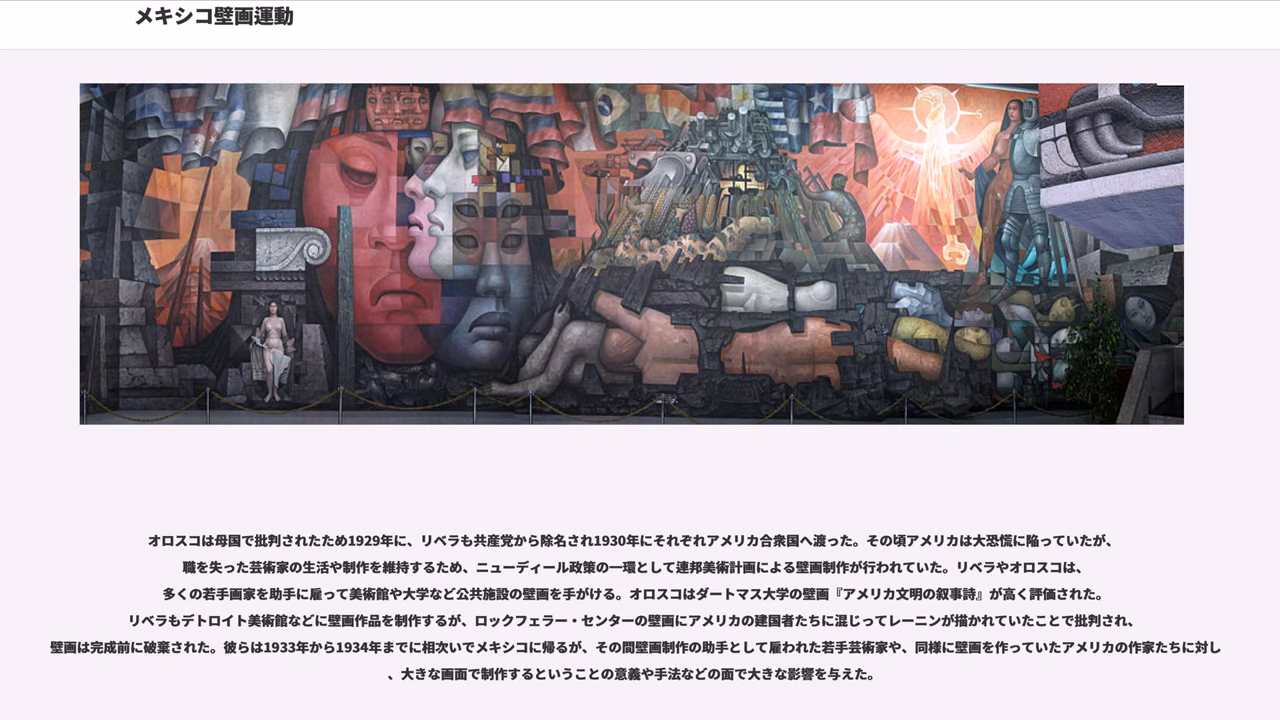 メキシコ壁画運動
オロスコは母国で批判されたため1929年に、リベラも共産党から除名され1930年にそれぞれアメリカ合衆国へ渡った。その頃アメリカは大恐慌に陥っていたが、
職を失った芸術家の生活や制作を維持するため、ニューディール政策の一環として連邦美術計画による壁画制作が行われていた。リベラやオロスコは、
多くの若手画家を助手に雇って美術館や大学など公共施設の壁画を手がける。オロスコはダートマス大学の壁画『アメリカ文明の叙事詩』が高く評価された。
リベラもデトロイト美術館などに壁画作品を制作するが、ロックフェラー・センターの壁画にアメリカの建国者たちに混じってレーニンが描かれていたことで批判され、
壁画は完成前に破棄された。彼らは1933年から1934年までに相次いでメキシコに帰るが、その間壁画制作の助手として雇われた若手芸術家や、同様に壁画を作っていたアメリカの作家たちに対し
、大きな画面で制作するということの意義や手法などの面で大きな影響を与えた。